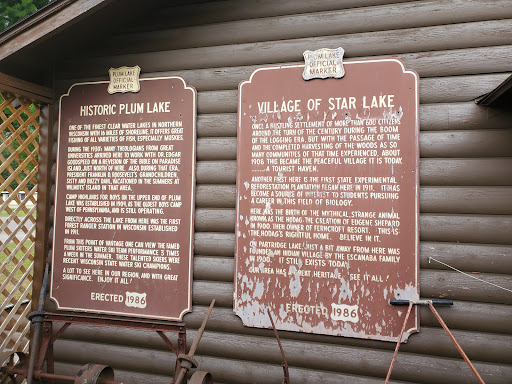 PLUM LAKE
OFFICIAL
MARKER
HISTORIC PLUM LAKE
ONE OF THE FINEST CLEAR WATER LAKES IN NORTHERN
WISCONSIN WITH 16 MILES OF SHORELINE, IT OFFERS GREAT
FISHING OF ALL VARIETIES OF FISH, ESPECIALLY MUSKIES.
DURING THE 1930S MANY THEOLOGIANS FROM GREAT
UNIVERSITIES ARRIVED HERE TO WORK WITH DR. EDGAR
GOODSPEED ON A REVISION OF THE BIBLE ON PARADISE
ISLAND JUST NORTH OF HERE. ALSO DURING THE 30'S
PRESIDENT FRANKLIN D. ROOSEVELT'S GRANDCHILDREN,
SISTY AND BUZZY DAHL, VACATIONED IN THE SUMMERS AT
WILMOTS' ISLAND IN THAT AREA.
CAMP HIGHLANDS FOR BOYS ON THE UPPER END OF PLUM
LAKE WAS ESTABLISHED IN 1904, AS THE OLDEST BOYS CAMP
WEST OF PENNSYLVANIA, AND IS STILL OPERATING.
DIRECTLY ACROSS THE LAKE FROM HERE WAS THE FIRST
FOREST RANGER STATION IN WISCONSIN ESTABLISHED
IN 1911.
FROM THIS POINT OF VANTAGE ONE CAN VIEW THE FAMED
PLUM SKITERS WATER SKI TEAM PERFORMANCE 3 TIMES
A WEEK IN THE SUMMER. THESE TALENTED SKIERS WERE
RECENT WISCONSIN STATE WATER SKI CHAMPIONS.
A LOT TO SEE HERE IN OUR REGION, AND WITH GREAT
SIGNIFICANCE. ENJOY IT ALL!
ERECTED 1986
PLUM LAKE
OFFICIAL
MARKER
VILLAGE OF STAR LAKE
ONCE A BUSTLING SETTLEMENT OF MORE THAN 600 CITIZENS
AROUND THE TURN OF THE CENTURY DURING THE BOOM
OF THE LOGGING ERA, BUT WITH THE PASSAGE OF TIME
AND THE COMPLETED HARVESTING OF THE WOODS AS SO
MANY COMMUNITIES OF THAT TIME EXPERIENCED, ABOUT
1908 THIS BECAME THE PEACEFUL VILLAGE IT IS TODAY
.....A TOURIST HAVEN.
ANOTHER FIRST HERE IS THE FIRST STATE EXPERIMENTAL
REFORESTATION PLANTATION BEGUN HERE IN 1911. IT HAS
BECOME A SOURCE OF INTEREST TO STUDENTS PURSUING
A CAREER IN THIS FIELD OF BIOLOGY.
HERE WAS THE BIRTH OF THE MYTHICAL, STRANGE ANIMAL
KNOWN AS THE HODAG, THE CREATION OF EUGENE SHEPARD
IN 1900, THEN OWNER OF FERNCROFT RESORT. THIS IS
THE HODAG'S RIGHTFUL HOME. BELIEVE IN IT.
ON PARTRIDGE LAKE JUST A BIT AWAY FROM HERE WAS
FOUNDED AN INDIAN VILLAGE BY THE ESCANABA FAMILY
IN 1900. IT STILL EXISTS TODAY.
OUR AREA HAS GREAT HERITAGE. SEE IT ALL!
ERECTED 1986